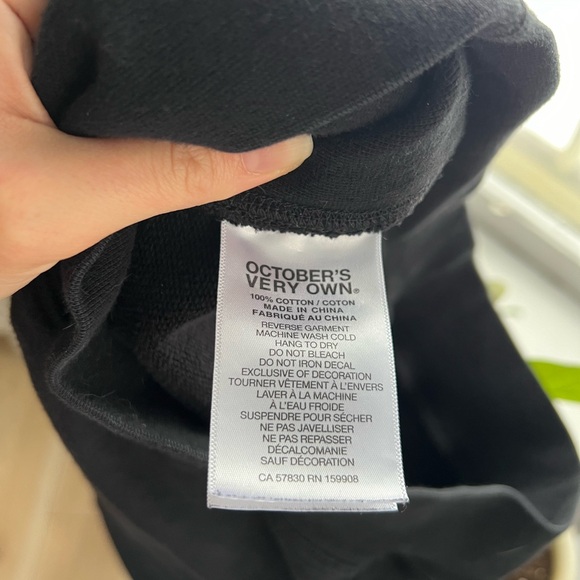 OCTOBER'S
VERY OWN®
100% COTTON / COTON
MADE IN CHINA
FABRIQUÉ AU CHINA
REVERSE GARMENT
MACHINE WASH COLD
HANG TO DRY
DO NOT BLEACH
DO NOT IRON DECAL
EXCLUSIVE OF DECORATION
TOURNER VÊTEMENT À L'ENVERS
LAVER À LA MACHINE
À L'EAU FROIDE
SUSPENDRE POUR SÉCHER
NE PAS JAVELLISER
NE PAS REPASSER
DÉCALCOMANIE
SAUF DÉCORATION
CA 57830 RN 159908